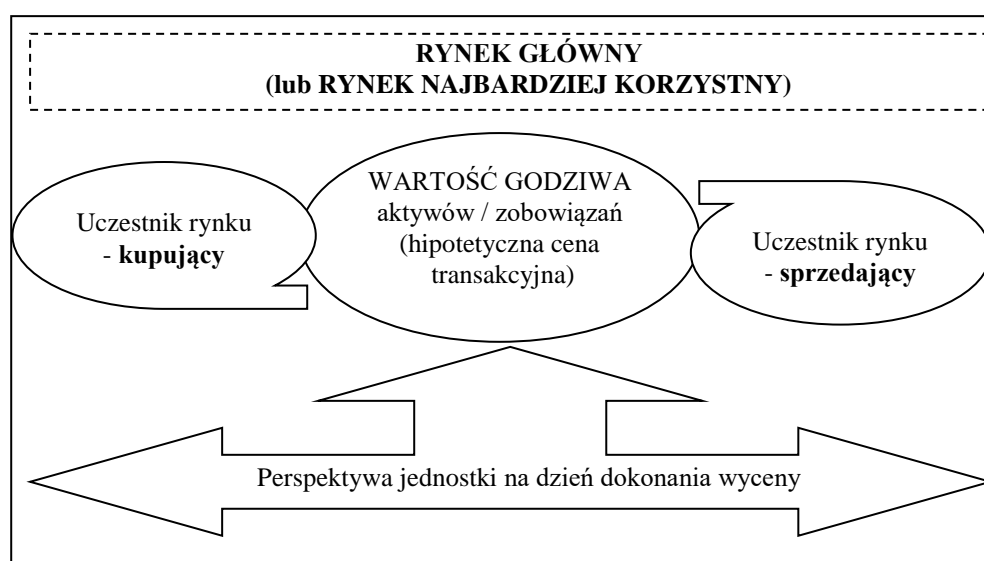 RYNEK GŁÓWNY
(lub RYNEK NAJBARDZIEJ KORZYSTNY)
Uczestnik rynku
- kupujący
WARTOŚĆ GODZIWA
aktywów / zobowiązań
(hipotetyczna cena
transakcyjna)
Uczestnik rynku
- sprzedający
Perspektywa jednostki na dzień dokonania wyceny